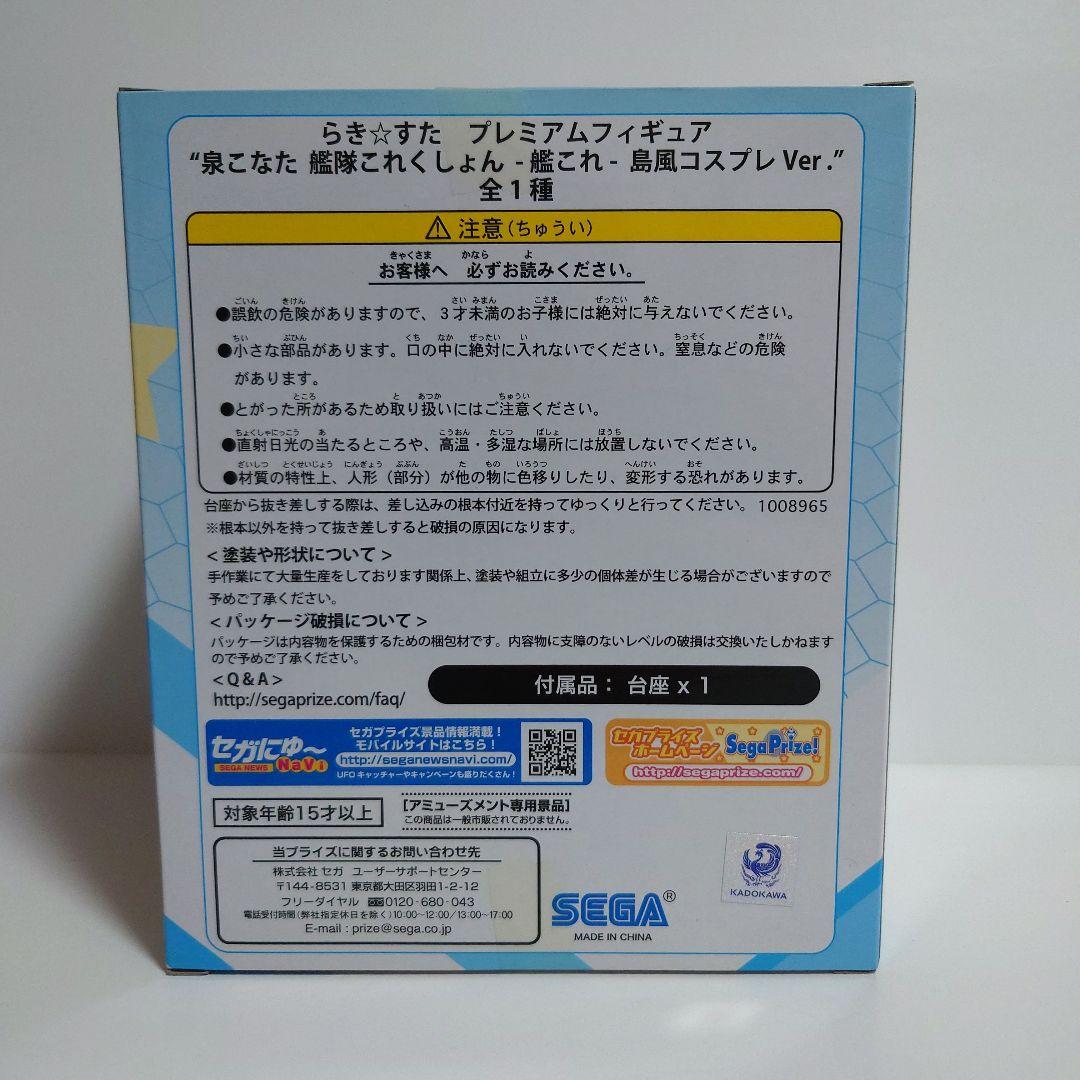 らき☆すた　プレミアムフィギュア
“泉こなた 艦隊これくしょん -艦これ- 島風コスプレ Ver .”
全1種
⚠ 注意(ちゅうい)
お客様へ 必ずお読みください。
●誤飲の危険がありますので、3才未満のお子様には絶対に与えないでください。
●小さな部品があります。口の中に絶対に入れないでください。窒息などの危険
があります。
●とがった所があるため取り扱いにはご注意ください。
●直射日光の当たるところや、高温・多湿な場所には放置しないでください。
●材質の特性上、人形（部分）が他の物に色移りしたり、変形する恐れがあります。
台座から抜き差しする際は、差し込みの根本付近を持ってゆっくりと行ってください。 1008965
※根本以外を持って抜き差しすると破損の原因になります。
＜塗装や形状について＞
手作業にて大量生産をしております関係上、塗装や組立に多少の個体差が生じる場合がございますので
予めご了承ください。
＜パッケージ破損について＞
パッケージは内容物を保護するための梱包材です。内容物に支障のないレベルの破損は交換いたしかねます
ので予めご了承ください。
＜Q&A＞
http://segaprize.com/faq/
付属品： 台座 x 1
セガにゅ～
SEGA NEWS NaVi
セガプライズ景品情報満載！
モバイルサイトはこちら！
http://seganewsnavi.com/
UFOキャッチャーやキャンペーンも盛りだくさん！
セガプライズ
ホームページ
SegaPrize!
http://segaprize.com/
対象年齢15才以上
［アミューズメント専用景品］
この商品は一般市販されておりません。
当プライズに関するお問い合わせ先
株式会社 セガ ユーザーサポートセンター
〒144-8531 東京都大田区羽田1-2-12
フリーダイヤル 0120-680-043
電話受付時間（弊社指定休日を除く）10:00～12:00/13:00～17:00
E-mail : prize@sega.co.jp
SEGA®
MADE IN CHINA
KADOKAWA